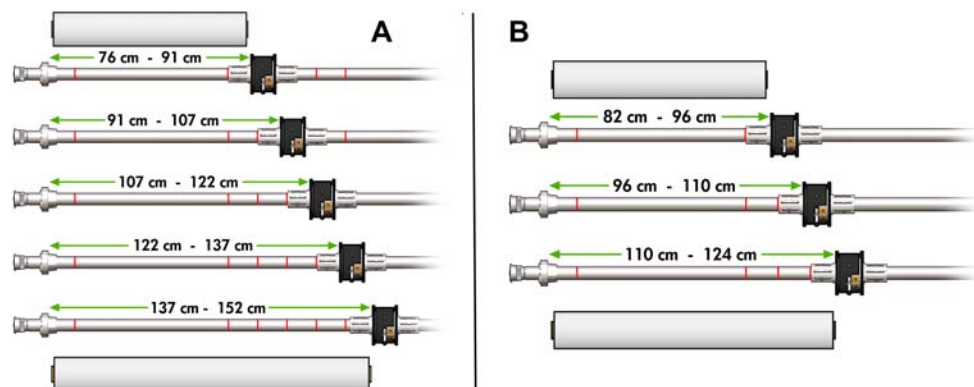 A
76 cm - 91 cm
91 cm - 107 cm
107 cm - 122 cm
122 cm - 137 cm
137 cm - 152 cm
B
82 cm - 96 cm
96 cm - 110 cm
110 cm - 124 cm